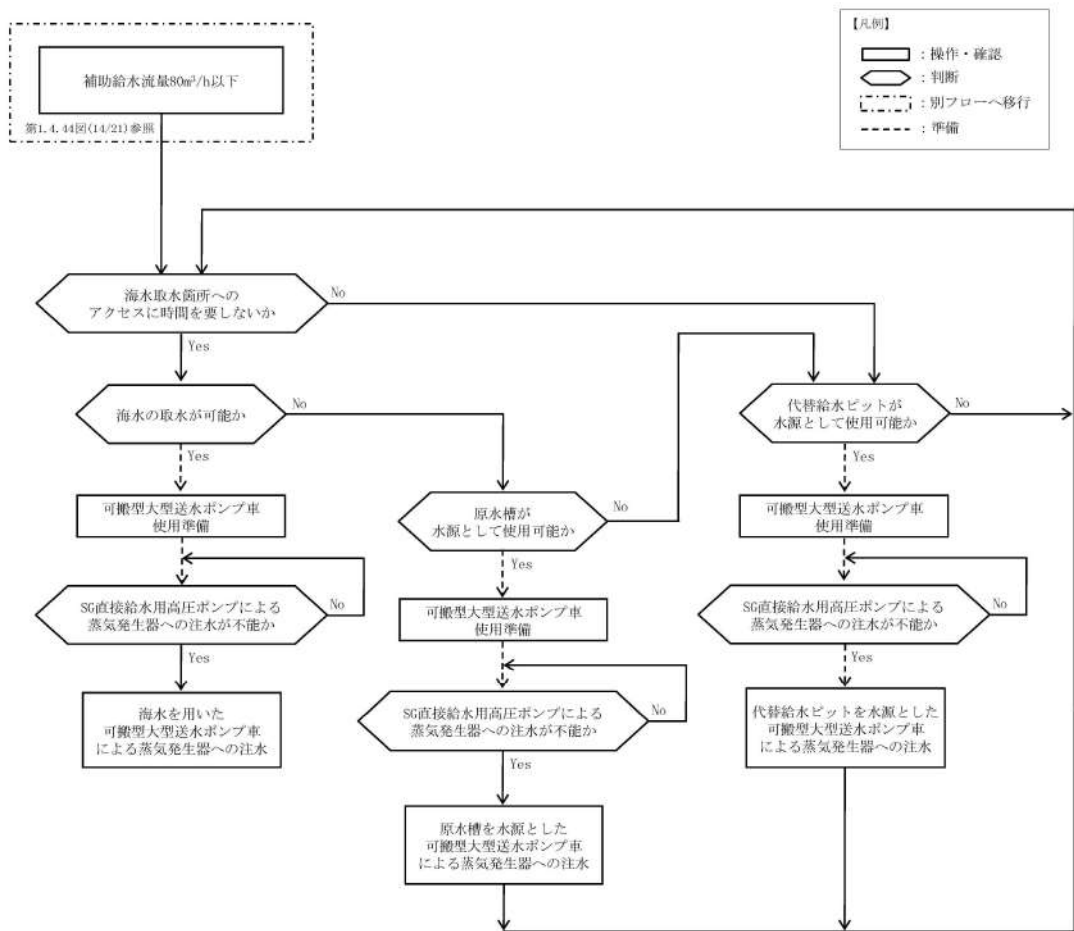 補助給水流量80m³/h以下
第1.4.44図(14/21)参照
【凡例】
:操作・確認
:判断
:別フローへ移行
:準備
海水取水箇所への
アクセスに時間を要しないか
No
Yes
海水の取水が可能か
No
Yes
可搬型大型送水ポンプ車
使用準備
SG直接給水用高圧ポンプによる
蒸気発生器への注水が不能か
No
Yes
海水を用いた
可搬型大型送水ポンプ車
による蒸気発生器への注水
原水槽が
水源として使用可能か
No
Yes
可搬型大型送水ポンプ車
使用準備
SG直接給水用高圧ポンプによる
蒸気発生器への注水が不能か
No
Yes
原水槽を水源とした
可搬型大型送水ポンプ車
による蒸気発生器への注水
代替給水ピットが
水源として使用可能か
No
Yes
可搬型大型送水ポンプ車
使用準備
SG直接給水用高圧ポンプによる
蒸気発生器への注水が不能か
No
Yes
代替給水ピットを水源とした
可搬型大型送水ポンプ車
による蒸気発生器への注水